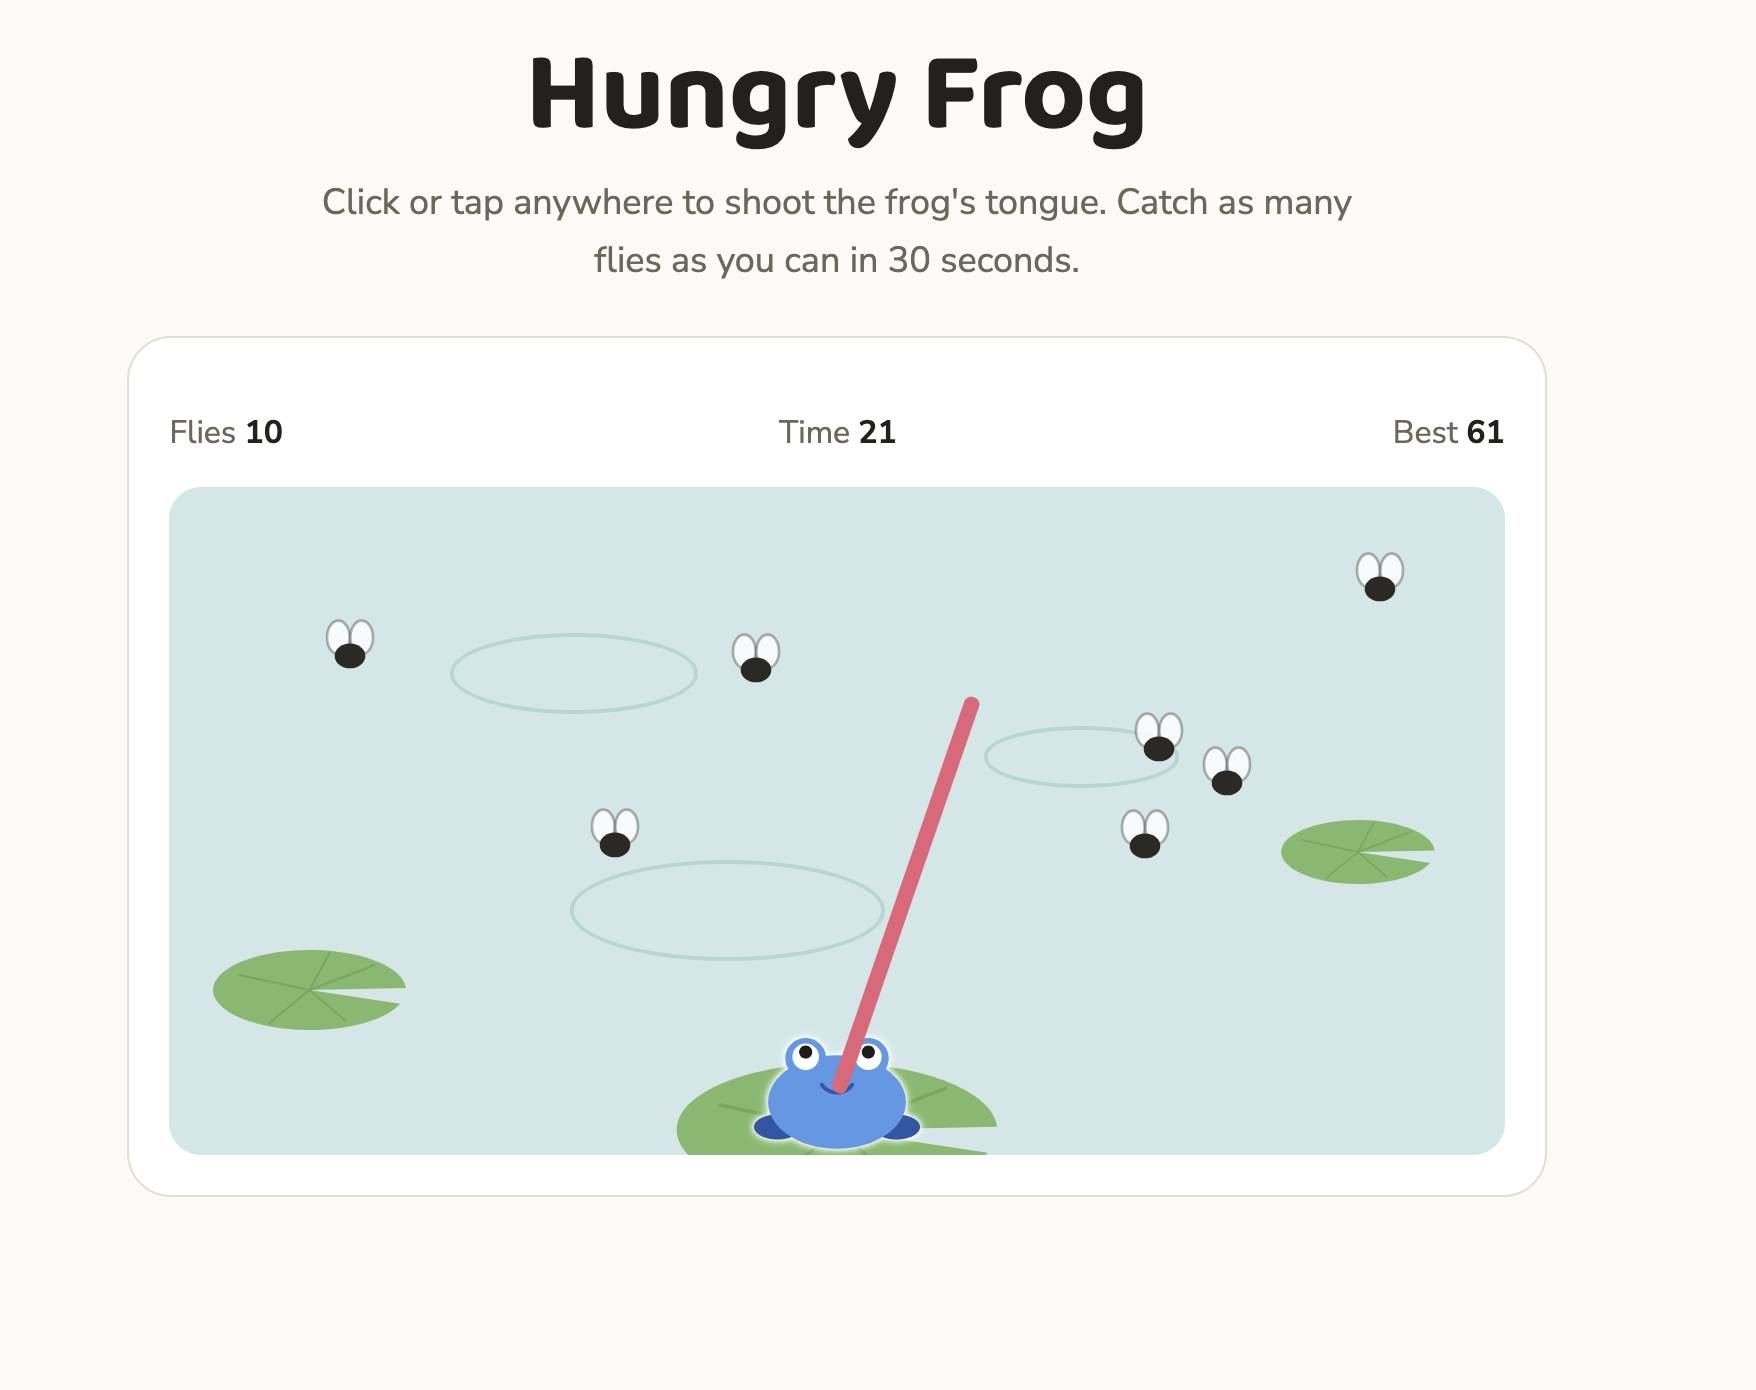 Hungry Frog
Click or tap anywhere to shoot the frog's tongue. Catch as many
flies as you can in 30 seconds.
Flies 10
Time 21
Best 61